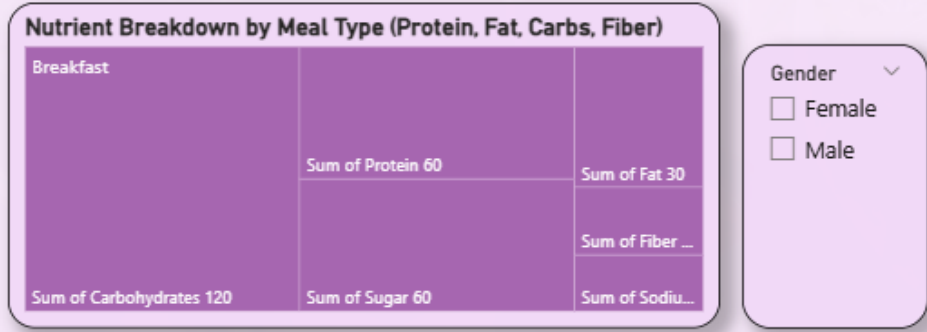 Nutrient Breakdown by Meal Type (Protein, Fat, Carbs, Fiber)
Breakfast
Sum of Carbohydrates 120
Sum of Protein 60
Sum of Sugar 60
Sum of Fat 30
Sum of Fiber ...
Sum of Sodiu...
Gender
Female
Male